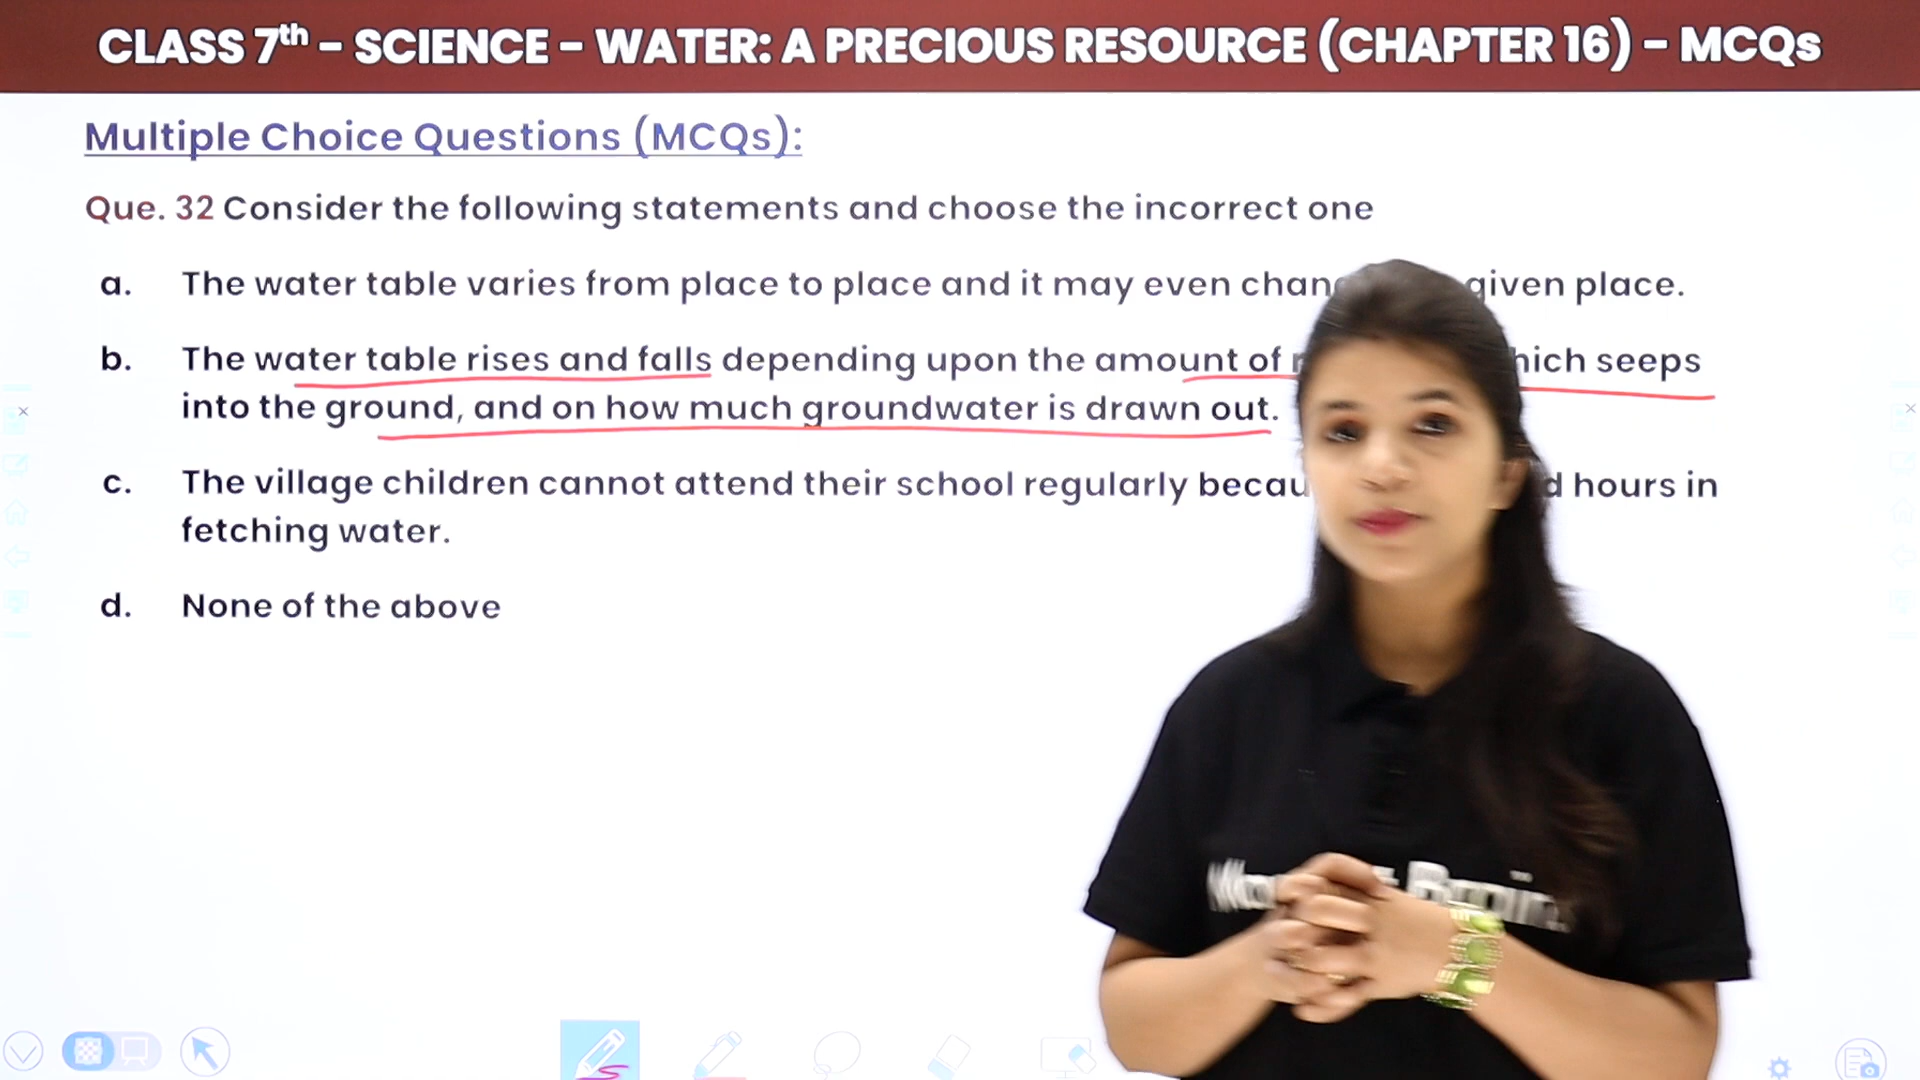 CLASS 7th – SCIENCE – WATER: A PRECIOUS RESOURCE (CHAPTER 16) – MCQs
Multiple Choice Questions (MCQs):
Que. 32 Consider the following statements and choose the incorrect one
a. The water table varies from place to place and it may even given place.
b. The water table rises and falls depending upon the amount of seeps
into the ground, and on how much groundwater is drawn out.
c. The village children cannot attend their school regularly hours in
fetching water.
d. None of the above